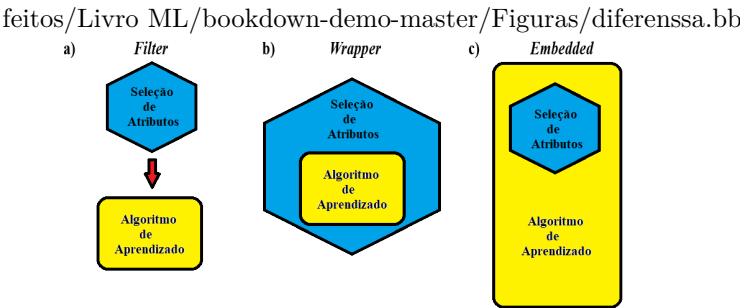 feitos/Livro ML/bookdown-demo-master/Figuras/diferenssa.bb
a) Filter
b) Wrapper
c) Embedded
Seleção
de
Atributos
Algoritmo
de
Aprendizado
Seleção
de
Atributos
Algoritmo
de
Aprendizado
Seleção
de
Atributos
Algoritmo
de
Aprendizado